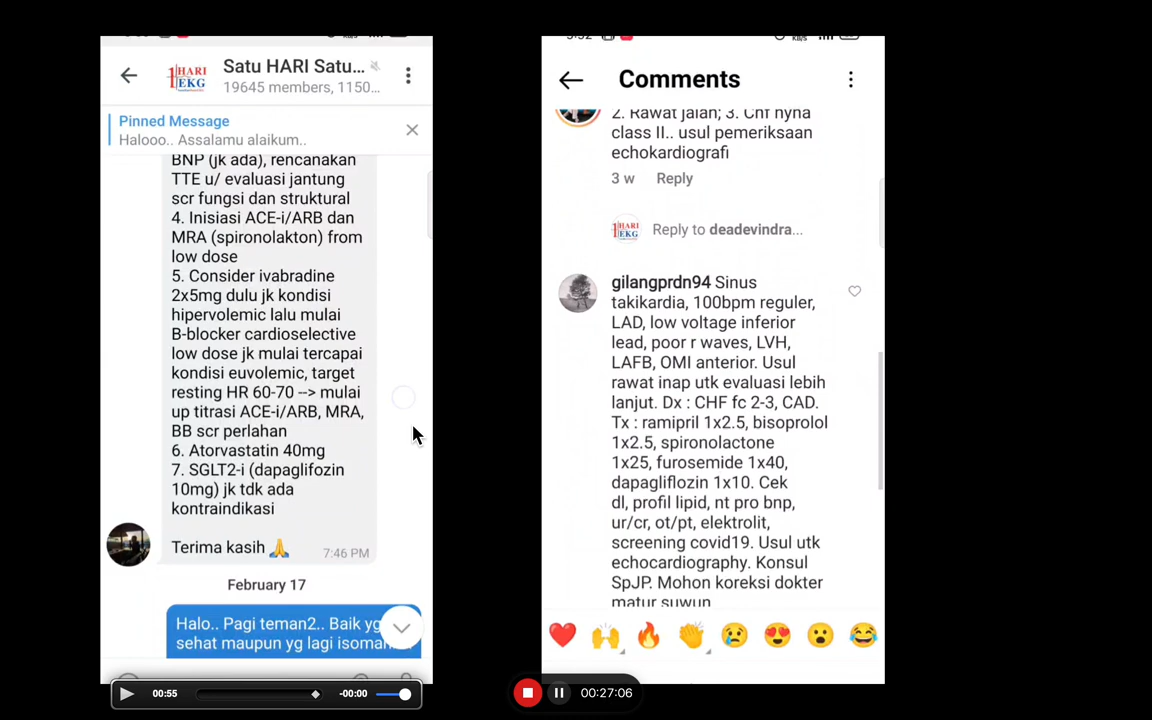 1 HARI
EKG
Satu HARI Satu...
19645 members, 1150...
Pinned Message
Halooo.. Assalamu alaikum..
BNP (jk ada), rencanakan
TTE u/ evaluasi jantung
scr fungsi dan struktural
4. Inisiasi ACE-i/ARB dan
MRA (spironolakton) from
low dose
5. Consider ivabradine
2x5mg dulu jk kondisi
hipervolemic lalu mulai
B-blocker cardioselective
low dose jk mulai tercapai
kondisi euvolemic, target
resting HR 60-70 --> mulai
up titrasi ACE-i/ARB, MRA,
BB scr perlahan
6. Atorvastatin 40mg
7. SGLT2-i (dapaglifozin
10mg) jk tdk ada
kontraindikasi
Terima kasih 🙏
7:46 PM
February 17
Halo.. Pagi teman2.. Baik yg
sehat maupun yg lagi isoman
00:55
-00:00
Comments
2. Rawat jalan; 3. Chf nyha
class II.. usul pemeriksaan
echokardiografi
3 w Reply
1 HARI
EKG
Reply to deadevindra...
gilangprdn94 Sinus
takikardia, 100bpm reguler,
LAD, low voltage inferior
lead, poor r waves, LVH,
LAFB, OMI anterior. Usul
rawat inap utk evaluasi lebih
lanjut. Dx : CHF fc 2-3, CAD.
Tx : ramipril 1x2.5, bisoprolol
1x2.5, spironolactone
1x25, furosemide 1x40,
dapagliflozin 1x10. Cek
dl, profil lipid, nt pro bnp,
ur/cr, ot/pt, elektrolit,
screening covid19. Usul utk
echocardiography. Konsul
SpJP. Mohon koreksi dokter
matur suwun
❤️ 🙌 🔥 👏 😢 😍 😮 😂
00:27:06